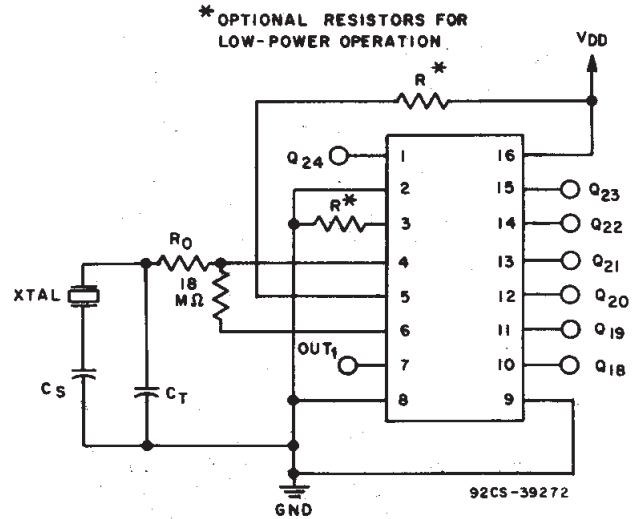 * OPTIONAL RESISTORS FOR
LOW-POWER OPERATION
VDD
R*
Q24
1
16
2
15
Q23
R*
3
14
Q22
RO
4
13
Q21
18
MΩ
XTAL
5
12
Q20
6
11
Q19
OUT1
7
10
Q18
CS
CT
8
9
GND
92CS-39272